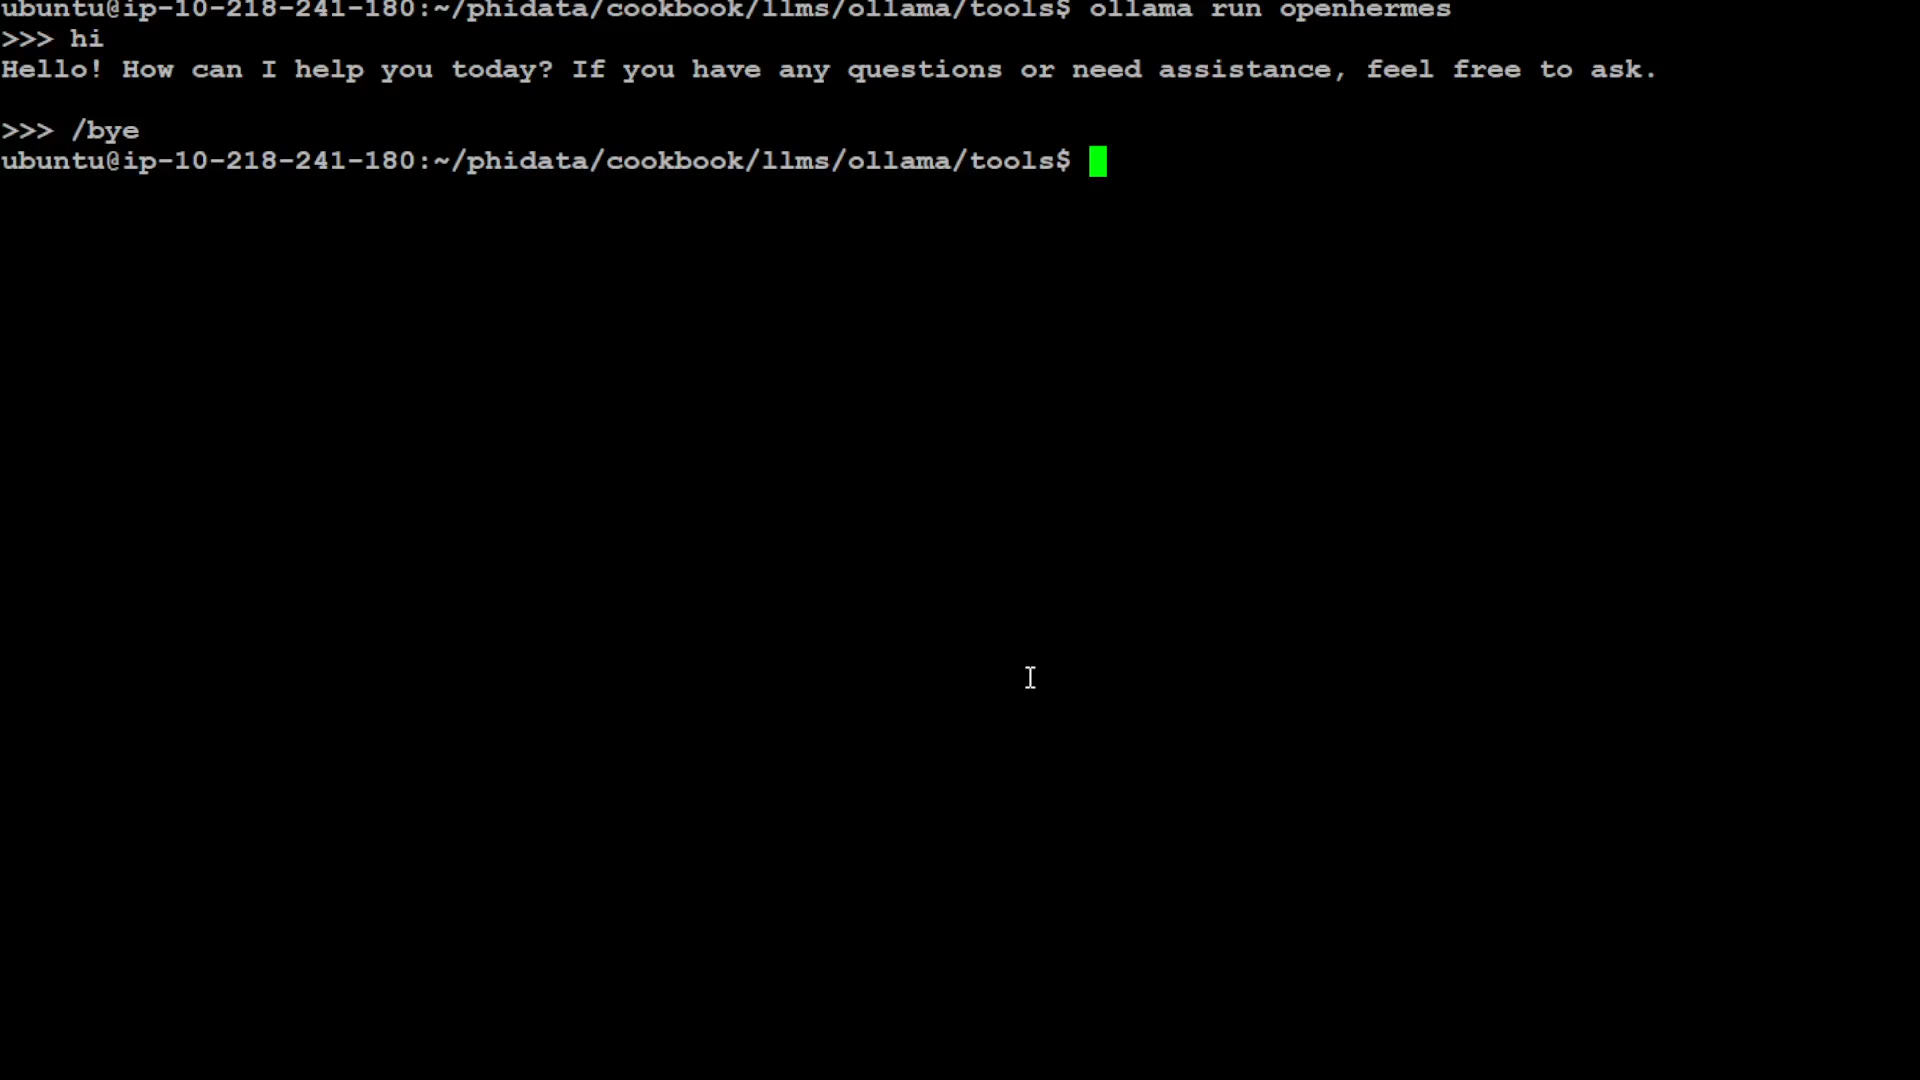 ubuntu@ip-10-218-241-180:~/phidata/cookbook/llms/ollama/tools$ ollama run openhermes
>>> hi
Hello! How can I help you today? If you have any questions or need assistance, feel free to ask.
>>> /bye
ubuntu@ip-10-218-241-180:~/phidata/cookbook/llms/ollama/tools$